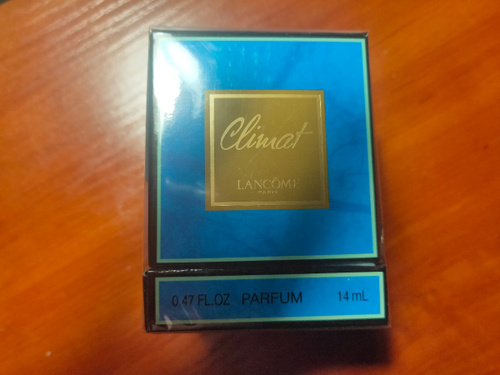 Climat
LANCÔME
PARIS
0.47 FL.OZ PARFUM 14 mL